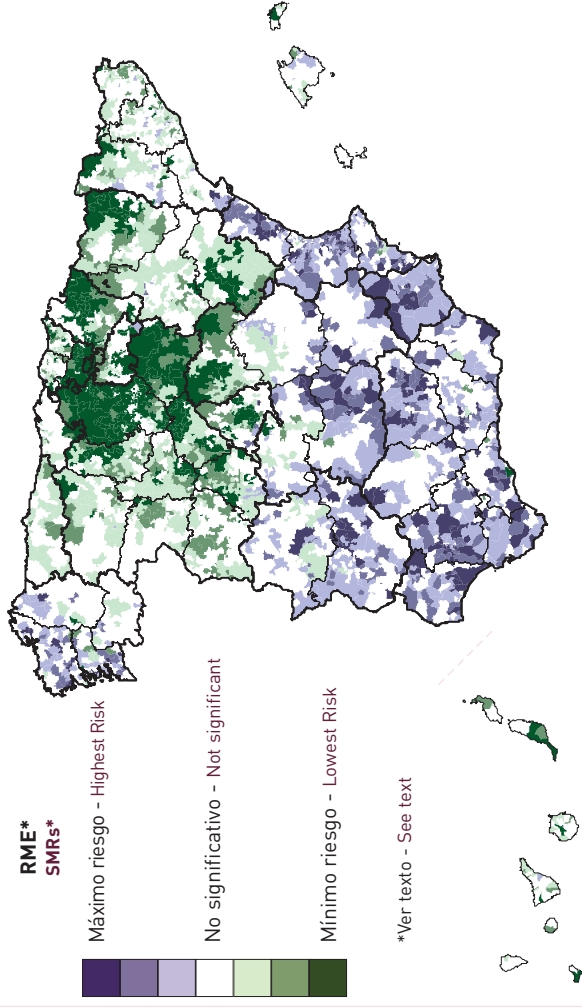 RME*
SMRs*
Máximo riesgo - Highest Risk
No significativo - Not significant
Mínimo riesgo - Lowest Risk
*Ver texto - See text